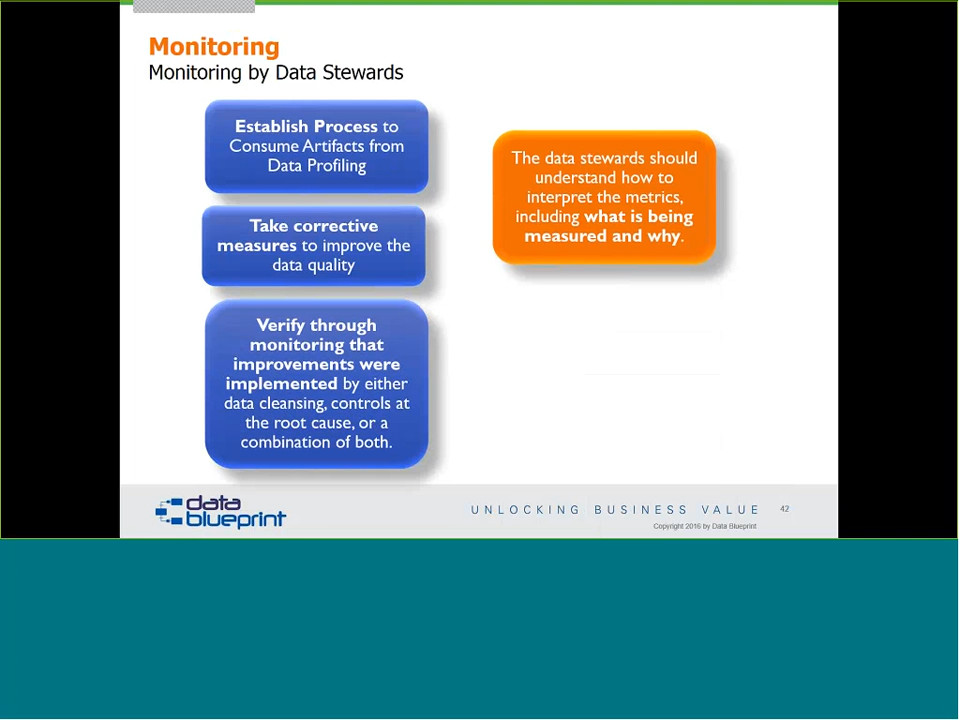 Monitoring
Monitoring by Data Stewards
Establish Process to
Consume Artifacts from
Data Profiling
Take corrective
measures to improve the
data quality
Verify through
monitoring that
improvements were
implemented by either
data cleansing, controls at
the root cause, or a
combination of both.
The data stewards should
understand how to
interpret the metrics,
including what is being
measured and why.
data
blueprint
UNLOCKING BUSINESS VALUE
42
Copyright 2016 by Data Blueprint